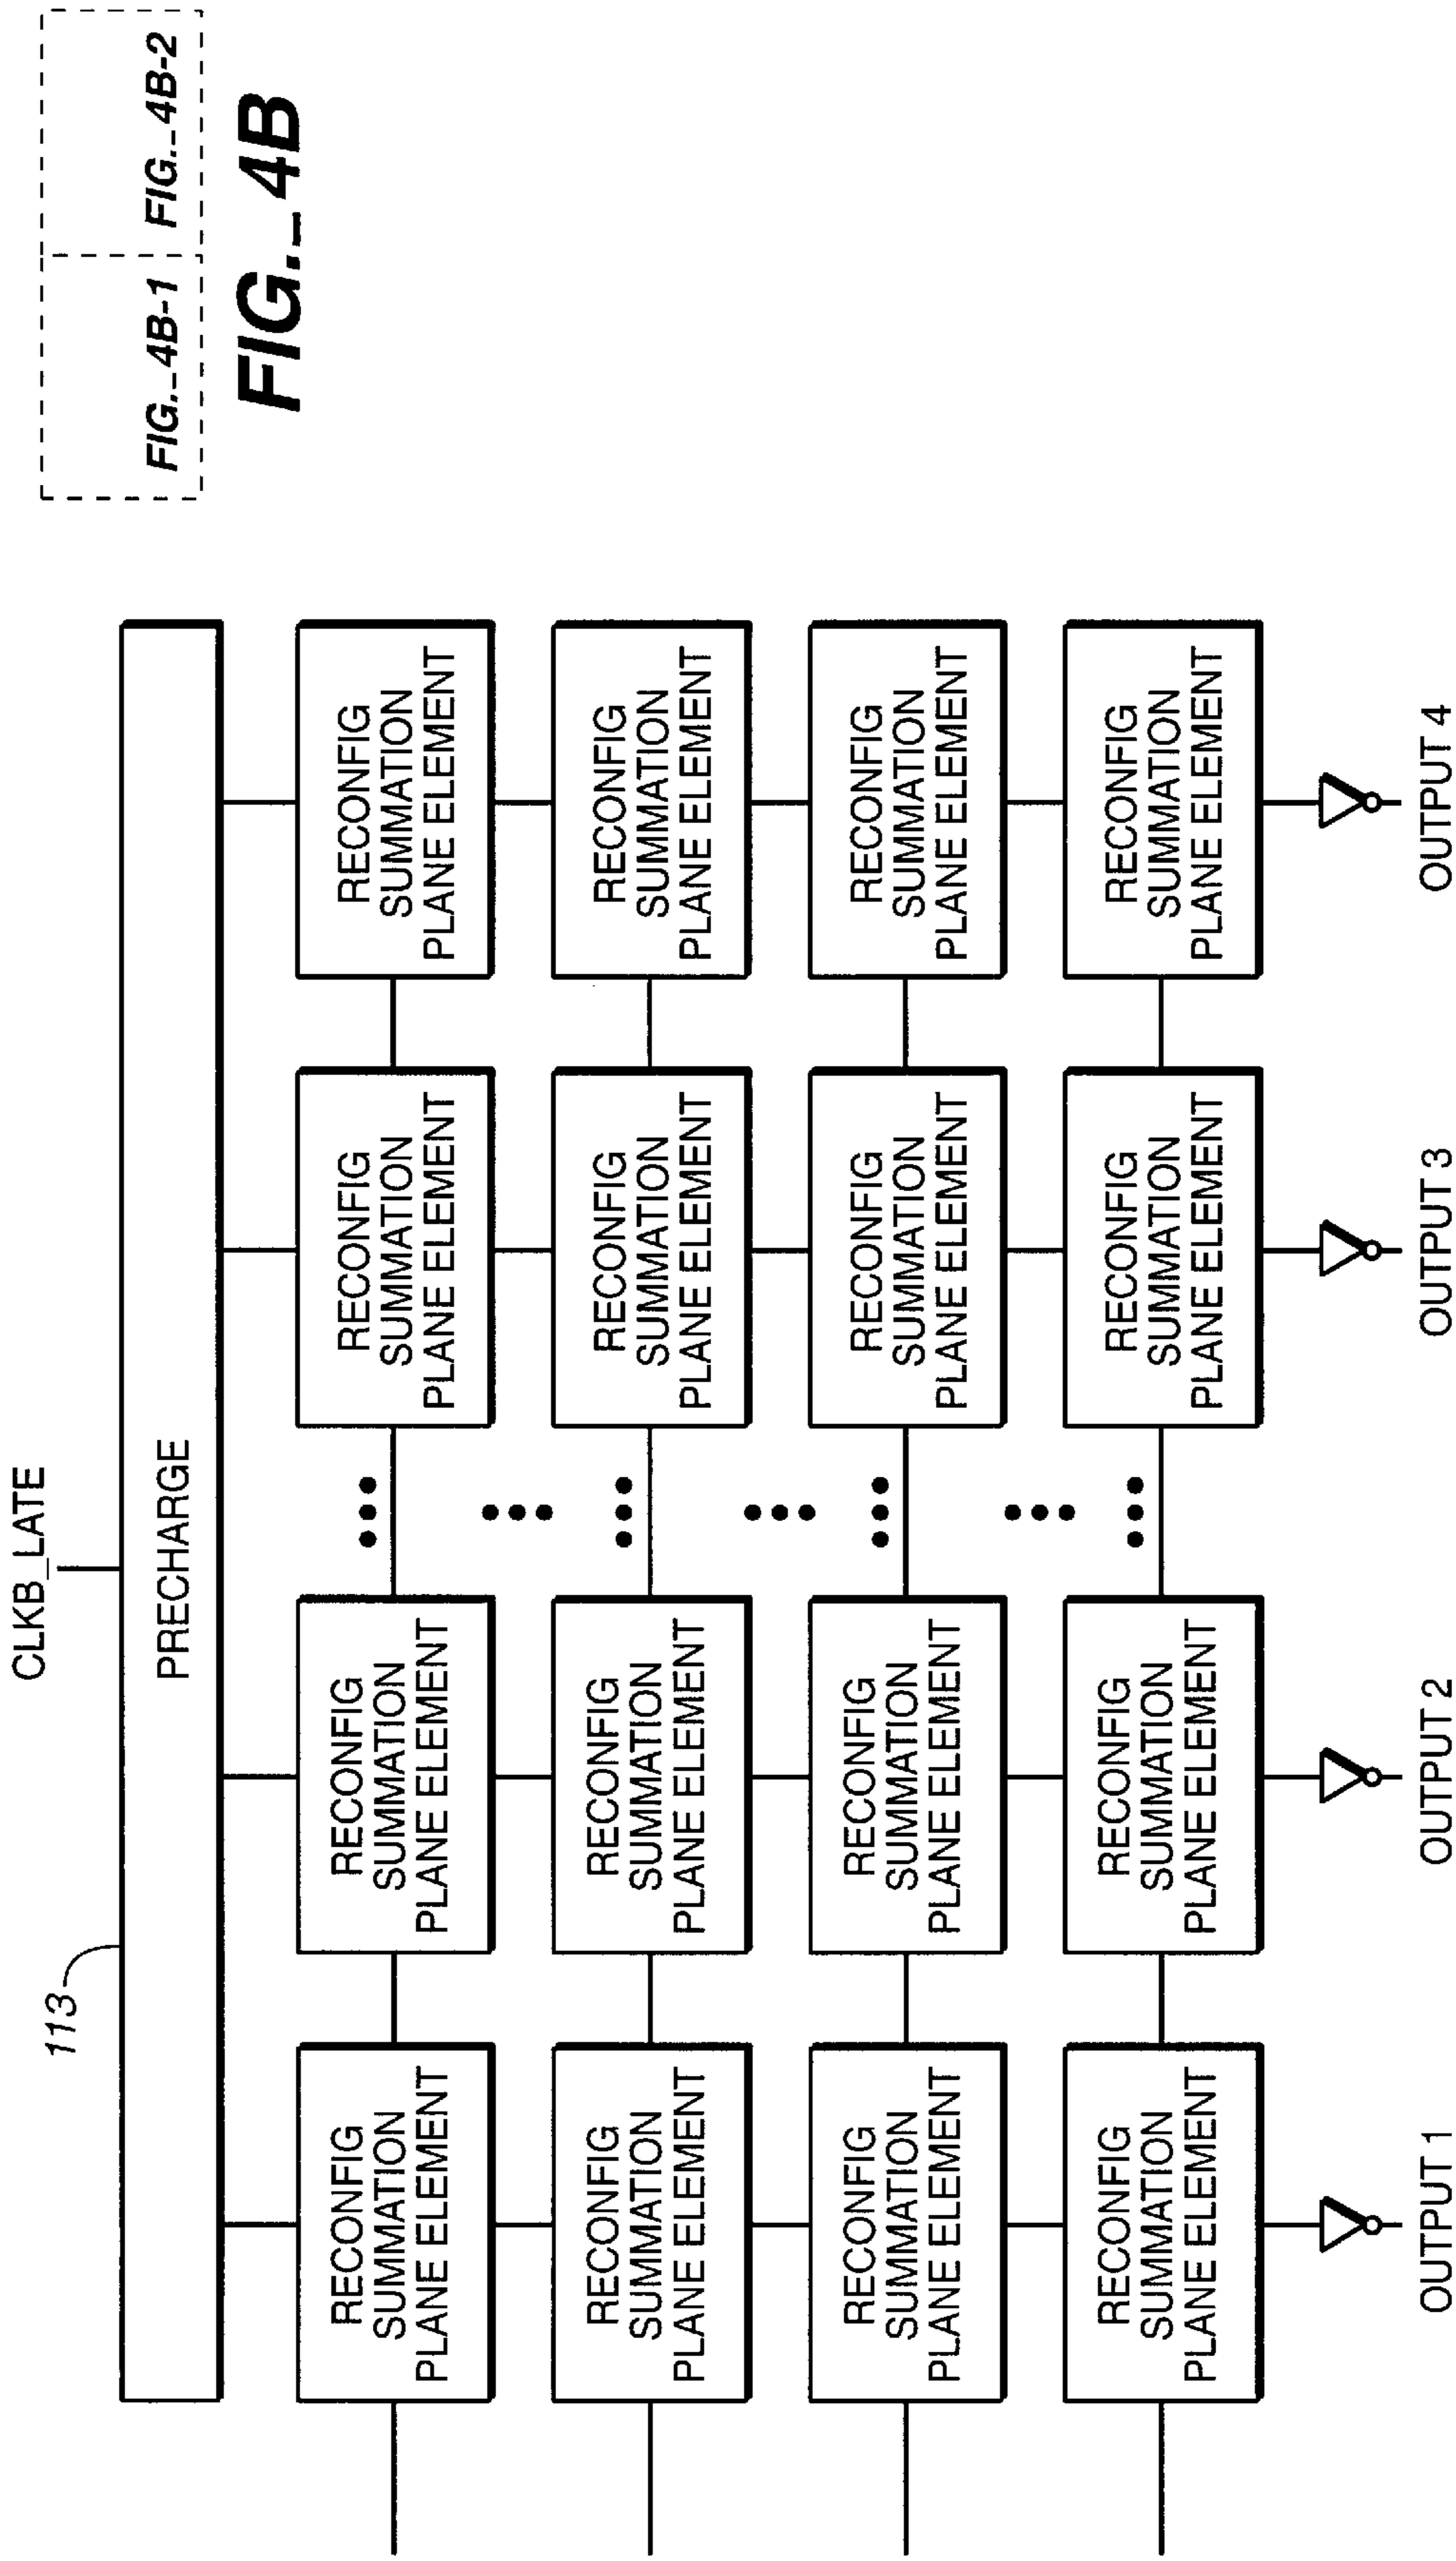 CLKB_LATE
113
PRECHARGE
RECONFIG
SUMMATION
PLANE ELEMENT
RECONFIG
SUMMATION
PLANE ELEMENT
RECONFIG
SUMMATION
PLANE ELEMENT
RECONFIG
SUMMATION
PLANE ELEMENT
RECONFIG
SUMMATION
PLANE ELEMENT
RECONFIG
SUMMATION
PLANE ELEMENT
RECONFIG
SUMMATION
PLANE ELEMENT
RECONFIG
SUMMATION
PLANE ELEMENT
RECONFIG
SUMMATION
PLANE ELEMENT
RECONFIG
SUMMATION
PLANE ELEMENT
RECONFIG
SUMMATION
PLANE ELEMENT
RECONFIG
SUMMATION
PLANE ELEMENT
RECONFIG
SUMMATION
PLANE ELEMENT
RECONFIG
SUMMATION
PLANE ELEMENT
RECONFIG
SUMMATION
PLANE ELEMENT
RECONFIG
SUMMATION
PLANE ELEMENT
OUTPUT 1
OUTPUT 2
OUTPUT 3
OUTPUT 4
FIG._4B-1
FIG._4B-2
FIG._4B